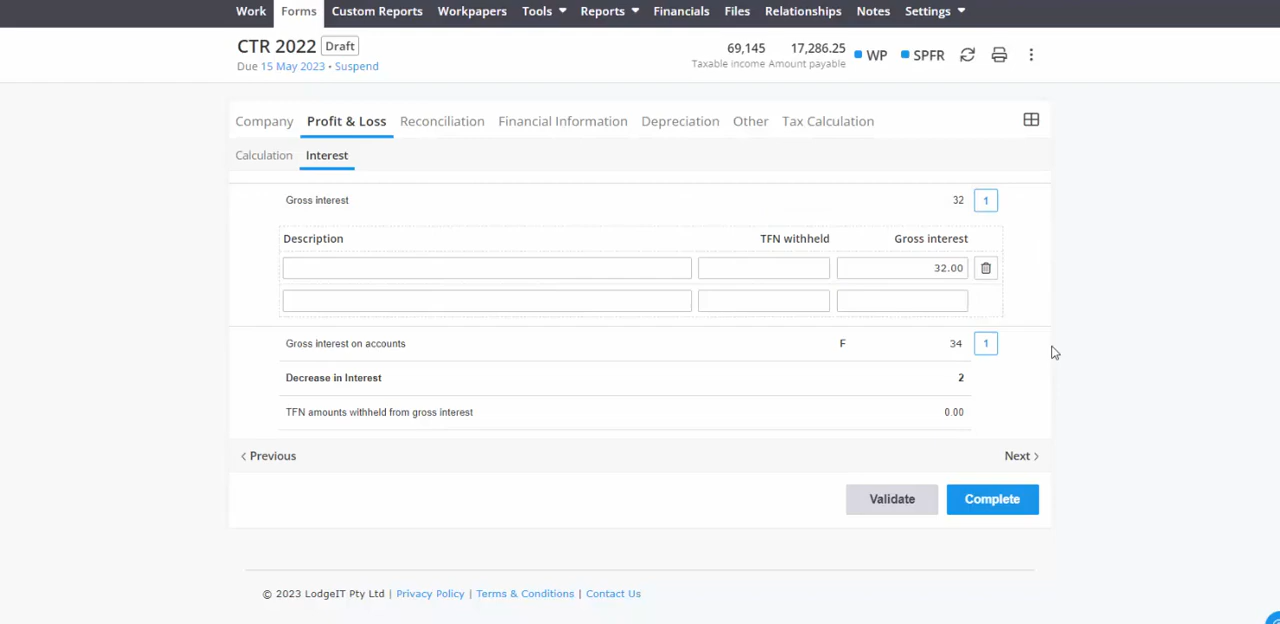 Work Forms Custom Reports Workpapers Tools Reports Financials Files Relationships Notes Settings
CTR 2022 Draft
Due 15 May 2023 • Suspend
69,145 17,286.25 WP SPFR
Taxable income Amount payable
Company Profit & Loss Reconciliation Financial Information Depreciation Other Tax Calculation
Calculation Interest
Gross interest 32 1
Description TFN withheld Gross interest
32.00
Gross interest on accounts F 34 1
Decrease in Interest 2
TFN amounts withheld from gross interest 0.00
Previous Next
Validate Complete
© 2023 LodgeIT Pty Ltd | Privacy Policy | Terms & Conditions | Contact Us